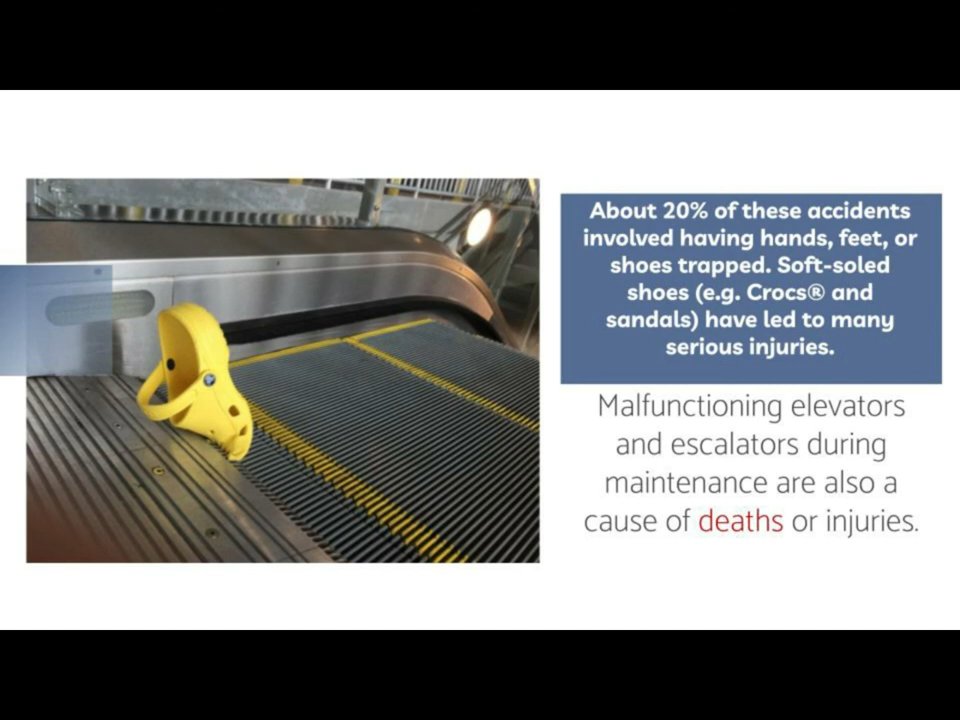 About 20% of these accidents
involved having hands, feet, or
shoes trapped. Soft-soled
shoes (e.g. Crocs® and
sandals) have led to many
serious injuries.
Malfunctioning elevators
and escalators during
maintenance are also a
cause of deaths or injuries.